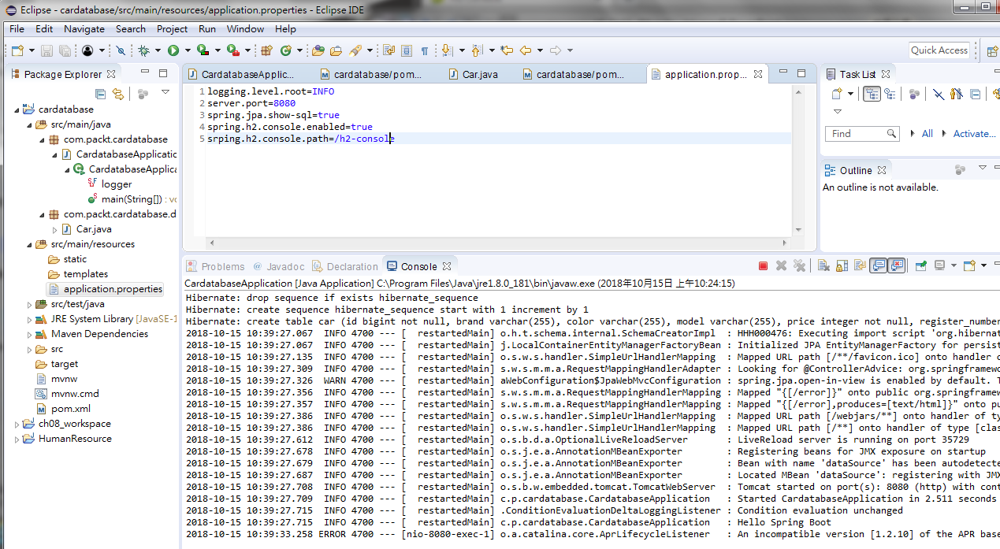 Eclipse - cardatabase/src/main/resources/application.properties - Eclipse IDE
File Edit Navigate Search Project Run Window Help
Quick Access
Package Explorer
cardatabase
src/main/java
com.packt.cardatabase
CardatabaseApplicatic
CardatabaseApplica
logger
main(String[]) : vc
com.packt.cardatabase.d
Car.java
src/main/resources
static
templates
application.properties
src/test/java
JRE System Library [JavaSE-1
Maven Dependencies
src
target
mvnw
mvnw.cmd
pom.xml
ch08_workspace
HumanResource
CardatabaseApplic... cardatabase/pom... Car.java cardatabase/pom... application.prop...
1 logging.level.root=INFO
2 server.port=8080
3 spring.jpa.show-sql=true
4 spring.h2.console.enabled=true
5 srping.h2.console.path=/h2-console
Task List
Find All Activate...
Outline
An outline is not available.
Problems @ Javadoc Declaration Console
CardatabaseApplication [Java Application] C:\Program Files\Java\jre1.8.0_181\bin\javaw.exe (2018年10月15日 上午10:24:15)
Hibernate: drop sequence if exists hibernate_sequence
Hibernate: create sequence hibernate_sequence start with 1 increment by 1
Hibernate: create table car (id bigint not null, brand varchar(255), color varchar(255), model varchar(255), price integer not null, register_number
2018-10-15 10:39:27.067 INFO 4700 --- [ restartedMain] o.h.t.schema.internal.SchemaCreatorImpl : HHH000476: Executing import script 'org.hibernat
2018-10-15 10:39:27.067 INFO 4700 --- [ restartedMain] j.LocalContainerEntityManagerFactoryBean : Initialized JPA EntityManagerFactory for persist
2018-10-15 10:39:27.135 INFO 4700 --- [ restartedMain] o.s.w.s.handler.SimpleUrlHandlerMapping : Mapped URL path [/**/favicon.ico] onto handler o
2018-10-15 10:39:27.309 INFO 4700 --- [ restartedMain] s.w.s.m.m.a.RequestMappingHandlerAdapter : Looking for @ControllerAdvice: org.springframewo
2018-10-15 10:39:27.326 WARN 4700 --- [ restartedMain] aWebConfiguration$JpaWebMvcConfiguration : spring.jpa.open-in-view is enabled by default. T
2018-10-15 10:39:27.356 INFO 4700 --- [ restartedMain] s.w.s.m.m.a.RequestMappingHandlerMapping : Mapped "{[/error]}" onto public org.springframew
2018-10-15 10:39:27.357 INFO 4700 --- [ restartedMain] s.w.s.m.m.a.RequestMappingHandlerMapping : Mapped "{[/error],produces=[text/html]}" onto pu
2018-10-15 10:39:27.386 INFO 4700 --- [ restartedMain] o.s.w.s.handler.SimpleUrlHandlerMapping : Mapped URL path [/webjars/**] onto handler of ty
2018-10-15 10:39:27.386 INFO 4700 --- [ restartedMain] o.s.w.s.handler.SimpleUrlHandlerMapping : Mapped URL path [/**] onto handler of type [clas
2018-10-15 10:39:27.612 INFO 4700 --- [ restartedMain] o.s.b.d.a.OptionalLiveReloadServer : LiveReload server is running on port 35729
2018-10-15 10:39:27.678 INFO 4700 --- [ restartedMain] o.s.j.e.a.AnnotationMBeanExporter : Registering beans for JMX exposure on startup
2018-10-15 10:39:27.679 INFO 4700 --- [ restartedMain] o.s.j.e.a.AnnotationMBeanExporter : Bean with name 'dataSource' has been autodetecte
2018-10-15 10:39:27.687 INFO 4700 --- [ restartedMain] o.s.j.e.a.AnnotationMBeanExporter : Located MBean 'dataSource': registering with JMX
2018-10-15 10:39:27.708 INFO 4700 --- [ restartedMain] o.s.b.w.embedded.tomcat.TomcatWebServer : Tomcat started on port(s): 8080 (http) with cont
2018-10-15 10:39:27.709 INFO 4700 --- [ restartedMain] c.p.cardatabase.CardatabaseApplication : Started CardatabaseApplication in 2.511 seconds
2018-10-15 10:39:27.715 INFO 4700 --- [ restartedMain] .ConditionEvaluationDeltaLoggingListener : Condition evaluation unchanged
2018-10-15 10:39:27.715 INFO 4700 --- [ restartedMain] c.p.cardatabase.CardatabaseApplication : Hello Spring Boot
2018-10-15 10:39:33.258 ERROR 4700 --- [nio-8080-exec-1] o.a.catalina.core.AprLifecycleListener : An incompatible version [1.2.10] of the APR base